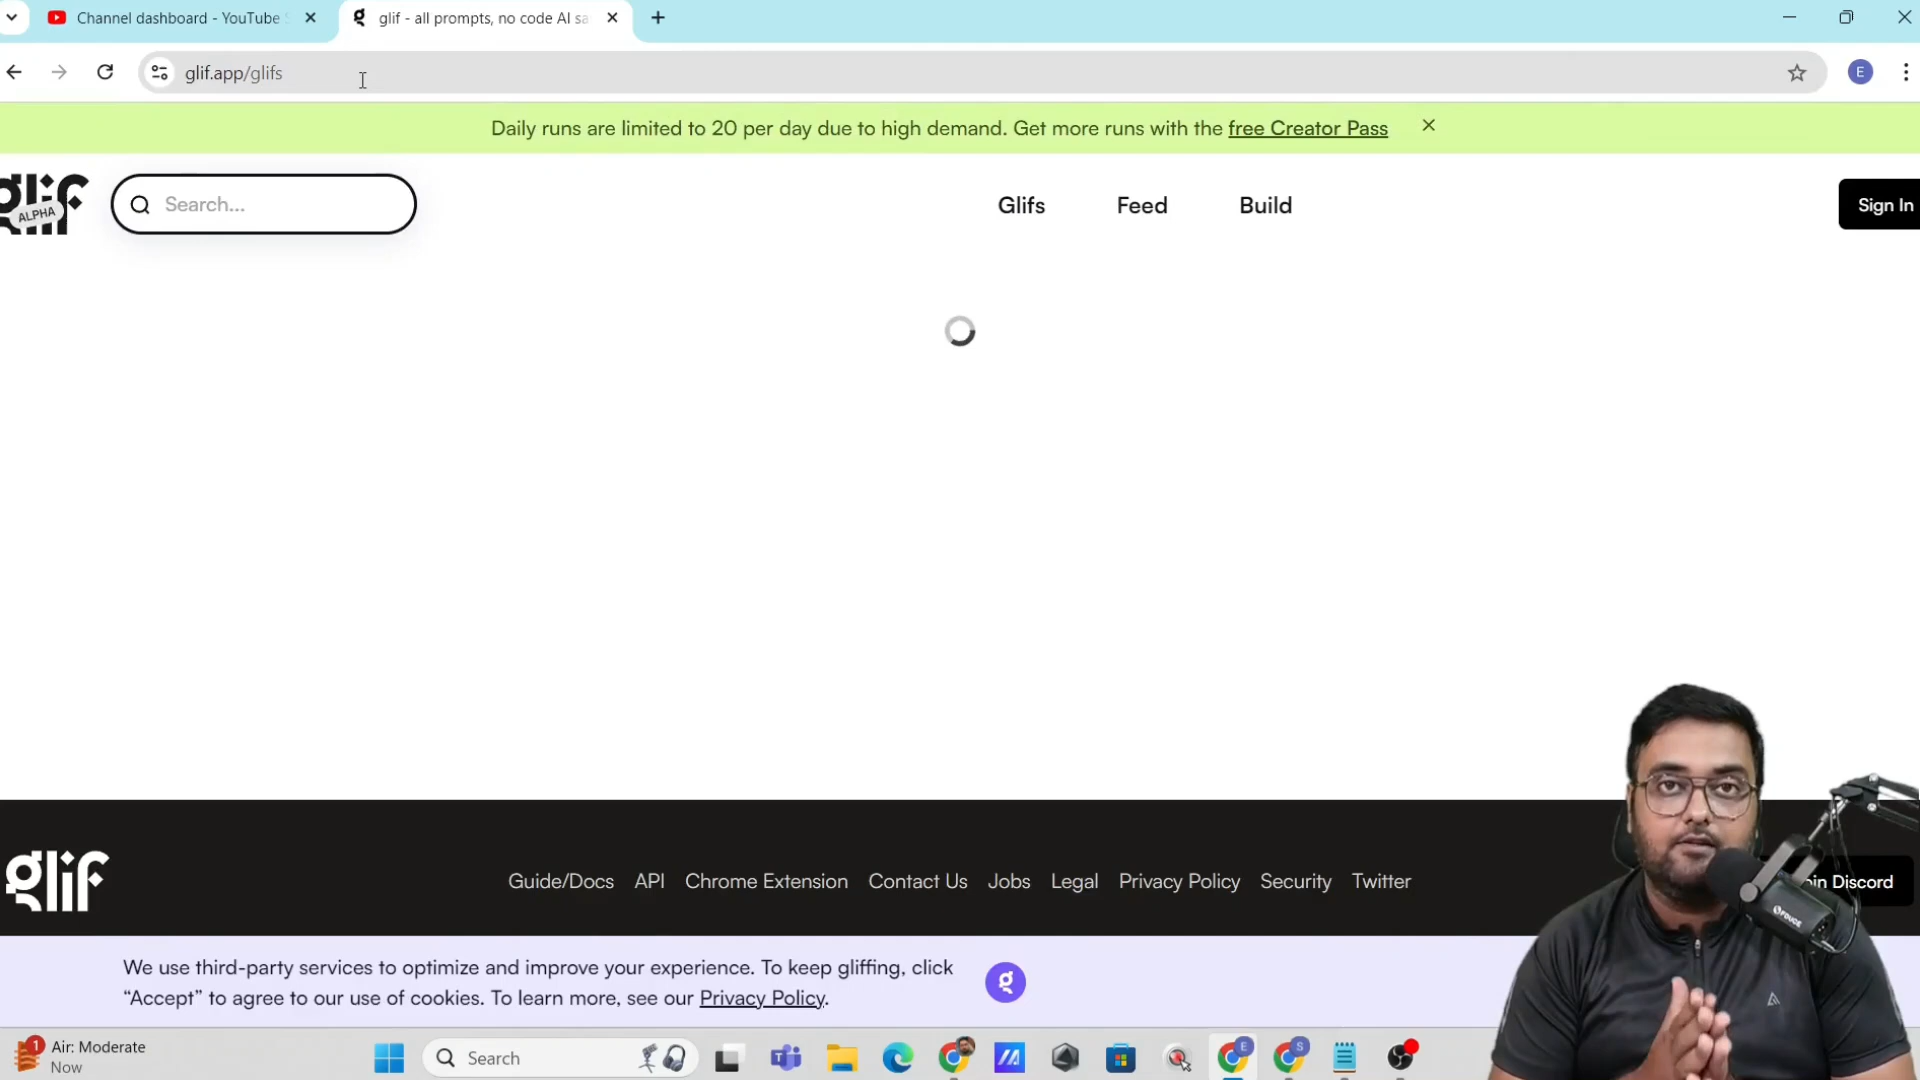 Channel dashboard - YouTube S
glif - all prompts, no code AI sa
glif.app/glifs
E
Daily runs are limited to 20 per day due to high demand. Get more runs with the free Creator Pass
glif
ALPHA
Search...
Glifs
Feed
Build
Sign In
glif
Guide/Docs
API
Chrome Extension
Contact Us
Jobs
Legal
Privacy Policy
Security
Twitter
Discord
FDUCE
We use third-party services to optimize and improve your experience. To keep gliffing, click
“Accept” to agree to our use of cookies. To learn more, see our Privacy Policy.
g
1
Air: Moderate
Now
Search
E
S